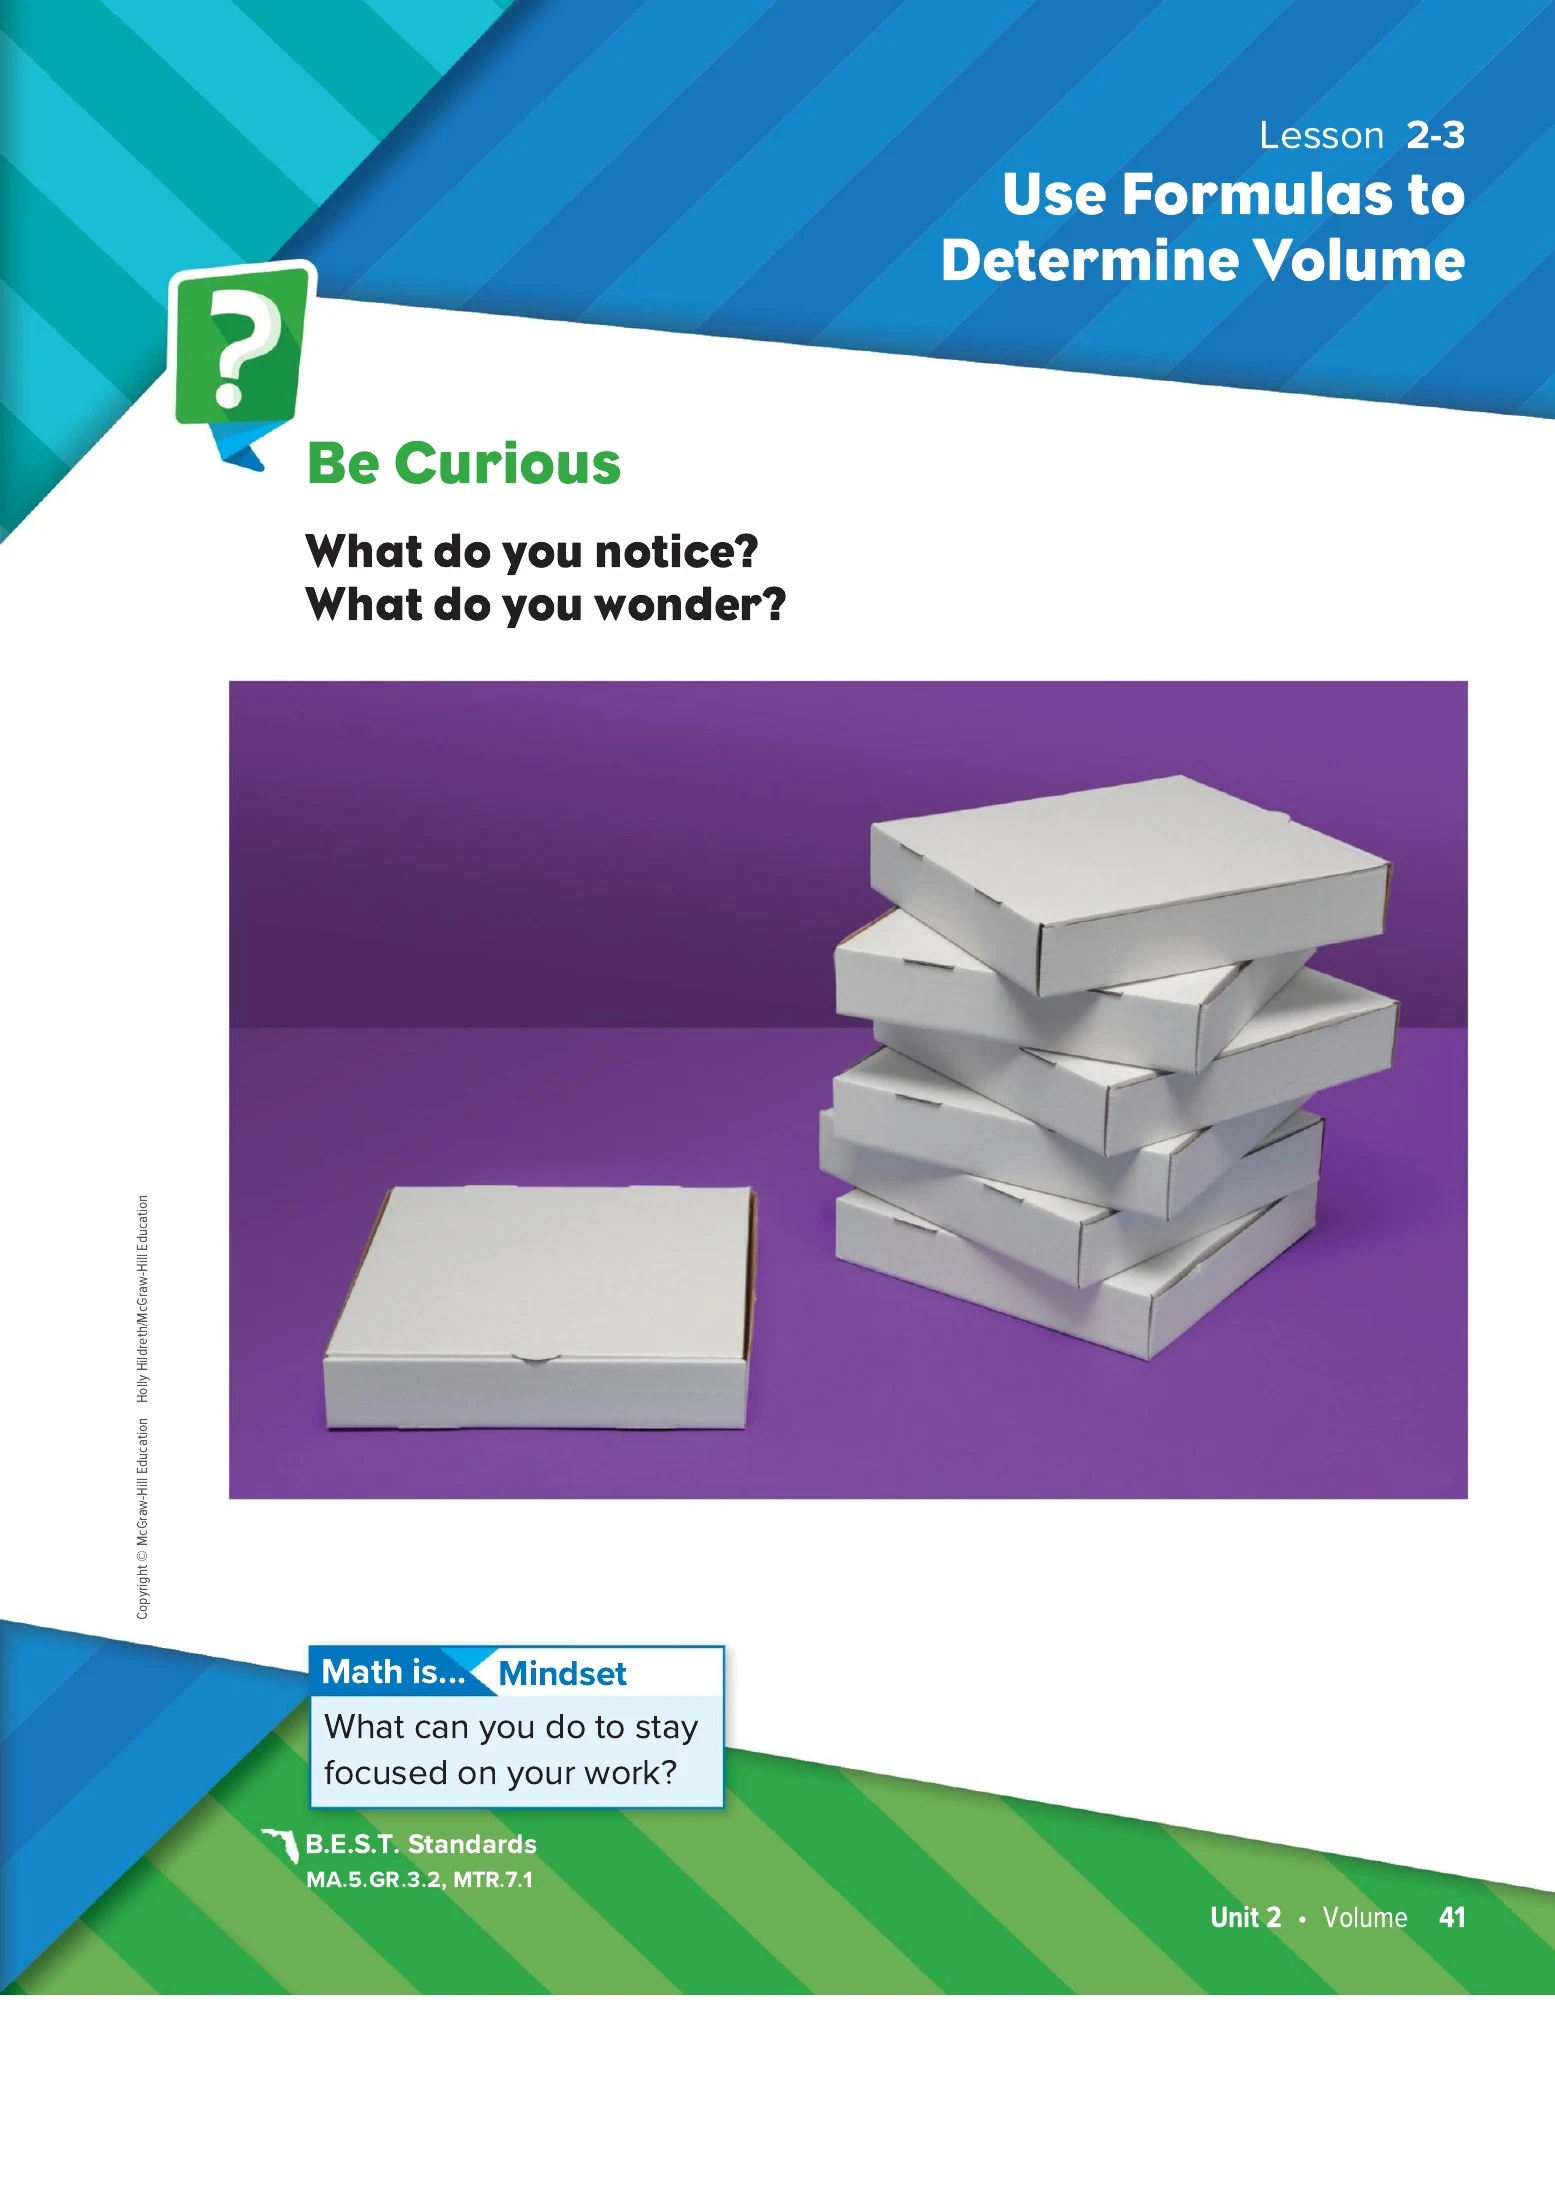 Lesson 2-3
Use Formulas to
Determine Volume
?
Be Curious
What do you notice?
What do you wonder?
Copyright © McGraw-Hill Education Holly Hildreth/McGraw-Hill Education
Math is... Mindset
What can you do to stay
focused on your work?
B.E.S.T. Standards
MA.5.GR.3.2, MTR.7.1
Unit 2 • Volume 41